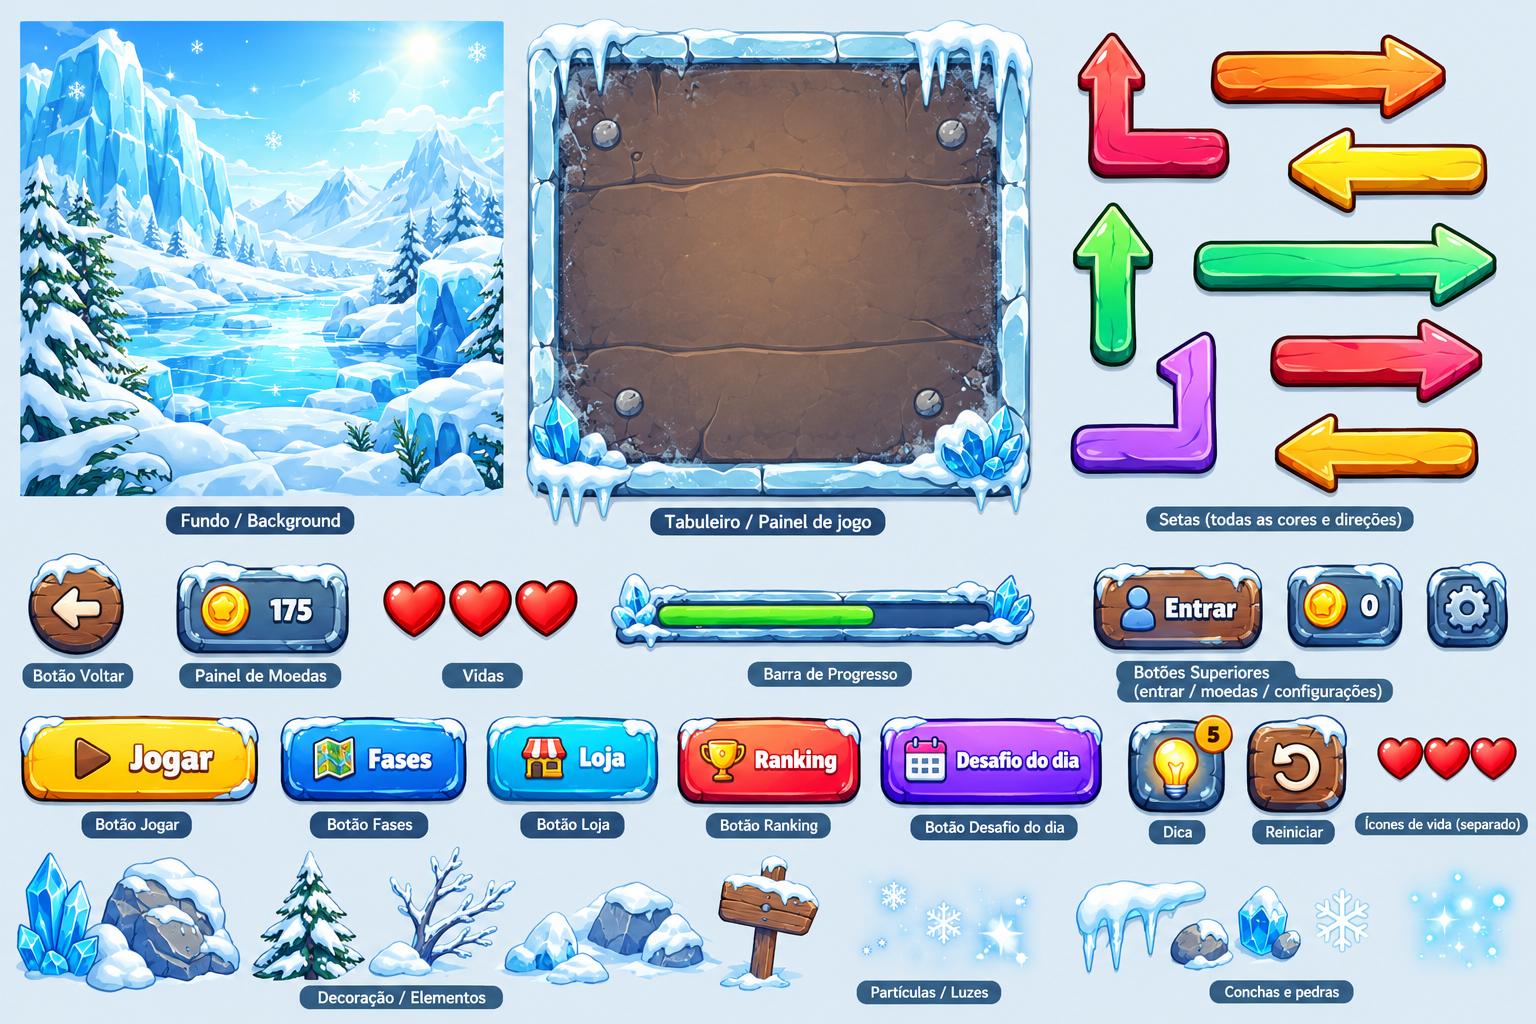 Fundo / Background
Tabuleiro / Painel de jogo
Setas (todas as cores e direções)
175
Entrar
0
Botão Voltar
Painel de Moedas
Vidas
Barra de Progresso
Botões Superiores
(entrar / moedas / configurações)
Jogar
Fases
Loja
Ranking
Desafio do dia
5
Botão Jogar
Botão Fases
Botão Loja
Botão Ranking
Botão Desafio do dia
Dica
Reiniciar
Ícones de vida (separado)
Decoração / Elementos
Partículas / Luzes
Conchas e pedras